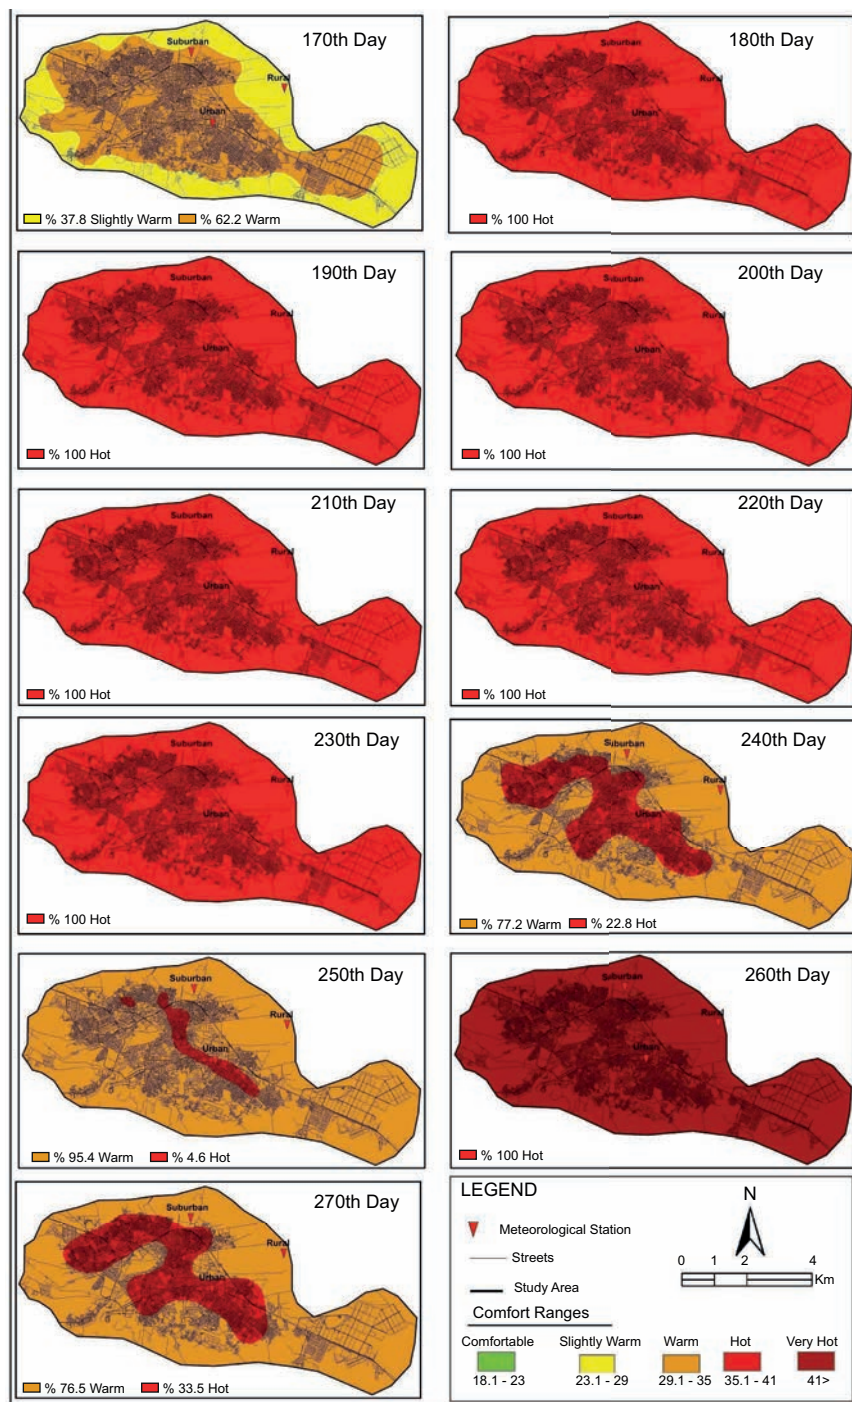 170th Day
Suburban
Rural
Urban
% 37.8 Slightly Warm % 62.2 Warm
180th Day
Suburban
Rural
Urban
% 100 Hot
190th Day
Suburban
Rural
Urban
% 100 Hot
200th Day
Suburban
Rural
Urban
% 100 Hot
210th Day
Suburban
Rural
Urban
% 100 Hot
220th Day
Suburban
Rural
Urban
% 100 Hot
230th Day
Suburban
Rural
Urban
% 100 Hot
240th Day
Suburban
Rural
Urban
% 77.2 Warm % 22.8 Hot
250th Day
Suburban
Rural
Urban
% 95.4 Warm % 4.6 Hot
260th Day
Suburban
Rural
Urban
% 100 Hot
270th Day
Suburban
Rural
Urban
% 76.5 Warm % 33.5 Hot
LEGEND
N
Meteorological Station
Streets
Study Area
0 1 2 4
Km
Comfort Ranges
Comfortable Slightly Warm Warm Hot Very Hot
18.1 - 23 23.1 - 29 29.1 - 35 35.1 - 41 41>